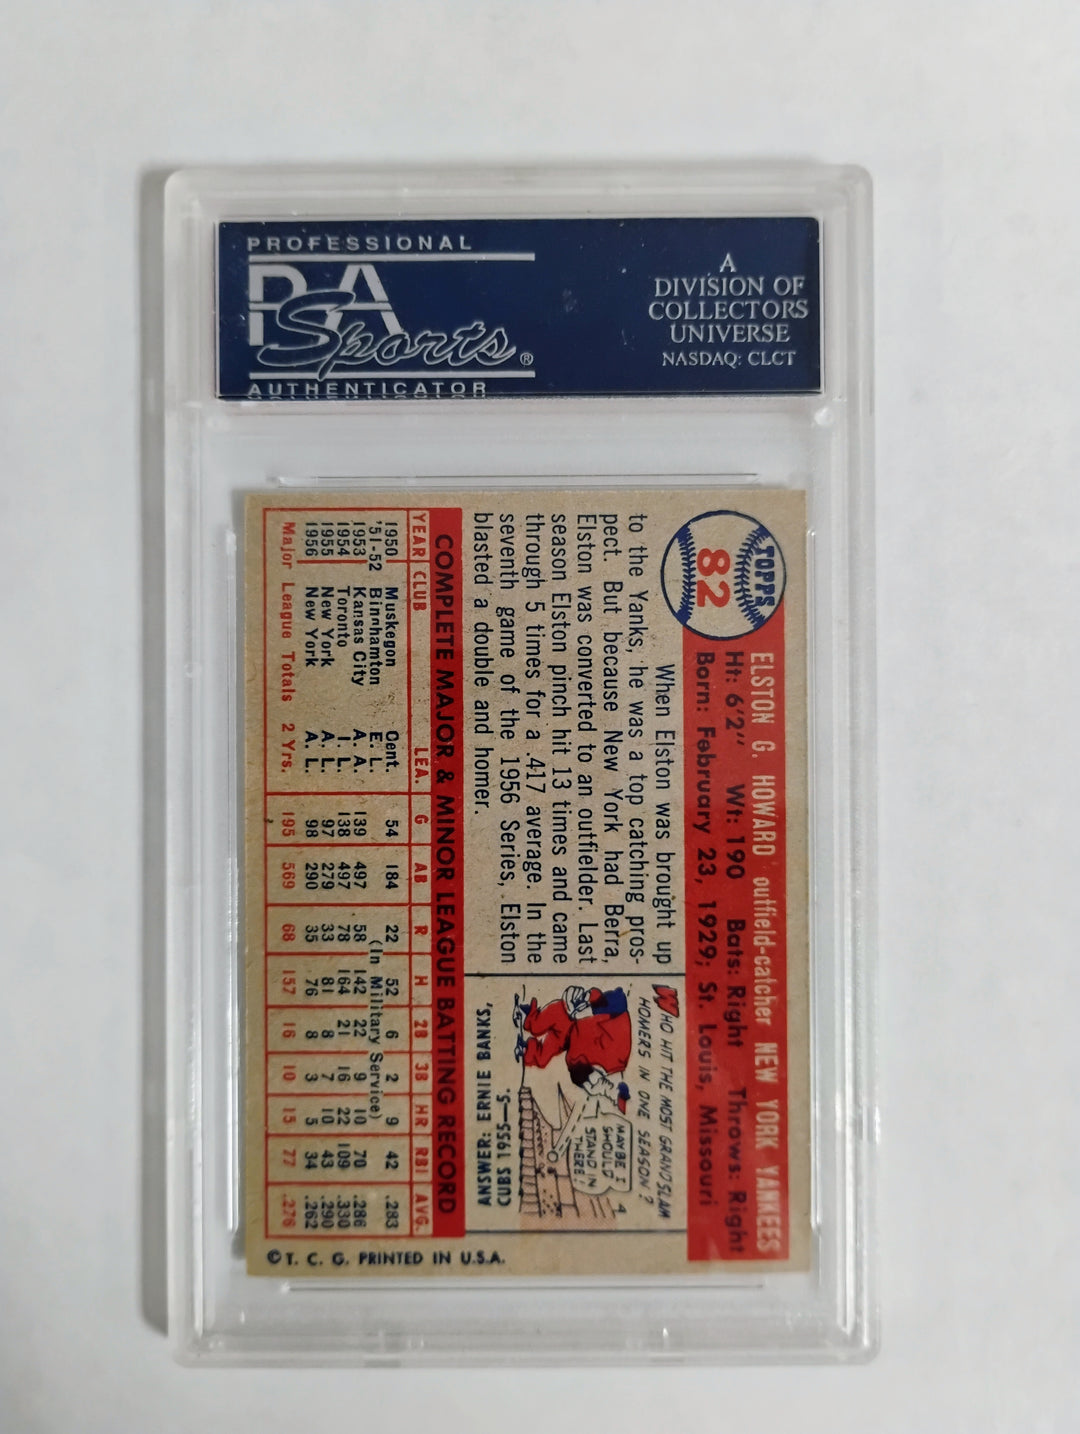 PROFESSIONAL
PSA
Sports®
AUTHENTICATOR
A
DIVISION OF
COLLECTORS
UNIVERSE
NASDAQ: CLCT
TOPPS
82
ELSTON G. HOWARD outfield-catcher NEW YORK YANKEES
Ht: 6'2" Wt: 190 Bats: Right Throws: Right
Born: February 23, 1929; St. Louis, Missouri
When Elston was brought up
to the Yanks, he was a top catching pros-
pect. But because New York had Berra,
Elston was converted to an outfielder. Last
season Elston pinch hit 13 times and came
through 5 times for a .417 average. In the
seventh game of the 1956 Series, Elston
blasted a double and homer.
WHO HIT THE MOST GRAND SLAM
HOMERS IN ONE SEASON?
MAYBE I
SHOULD
STAND IN
THERE!
4
ANSWER: ERNIE BANKS,
CUBS 1955—5.
COMPLETE MAJOR & MINOR LEAGUE BATTING RECORD
YEAR CLUB LEA. G AB R H 2B 3B HR RBI AVG.
1950 Muskegon Cent. 54 184 22 52 6 2 9 42 .283
'51-52 Binghamton E. L. (In Military Service)
1953 Kansas City A. A. 139 497 58 142 22 9 10 70 .286
1954 Toronto I. L. 138 497 78 164 21 16 22 109 .330
1955 New York A. L. 97 279 33 81 8 7 10 43 .290
1956 New York A. L. 98 290 35 76 8 3 5 34 .262
Major League Totals 2 Yrs. 195 569 68 157 16 10 15 77 .276
© T. C. G. PRINTED IN U.S.A.